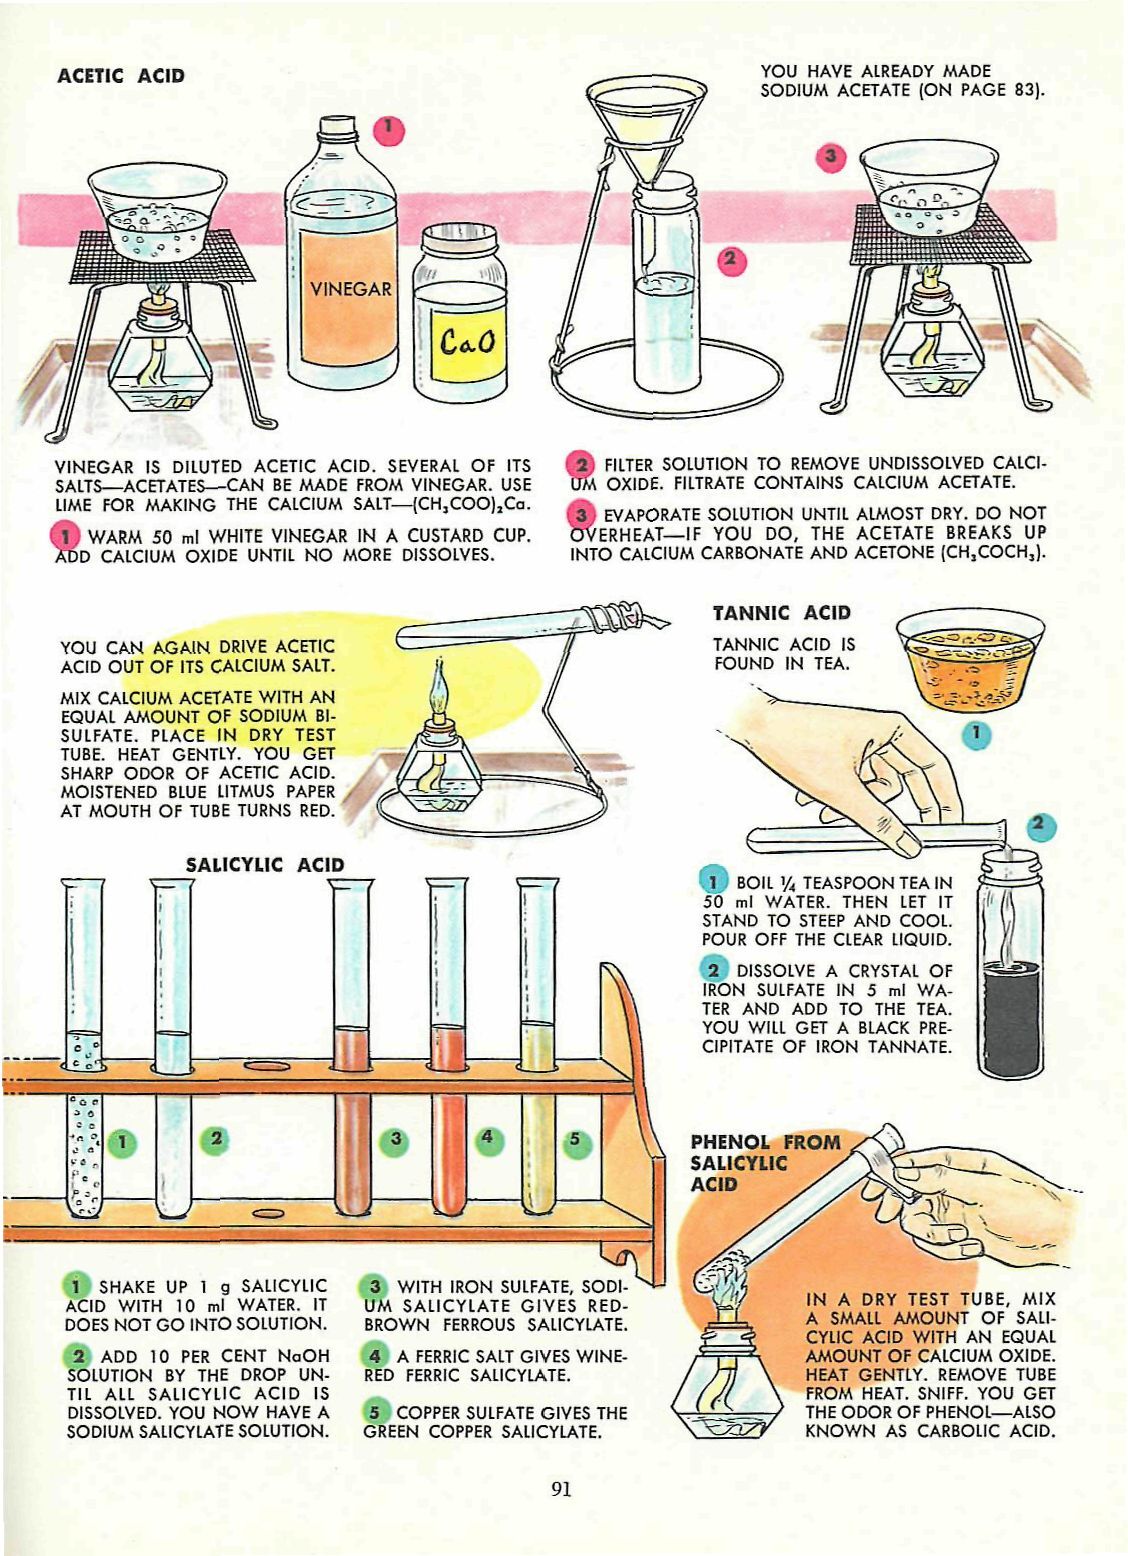 ACETIC ACID
YOU HAVE ALREADY MADE
SODIUM ACETATE (ON PAGE 83).
1
3
2
VINEGAR
CaO
VINEGAR IS DILUTED ACETIC ACID. SEVERAL OF ITS
SALTS—ACETATES—CAN BE MADE FROM VINEGAR. USE
LIME FOR MAKING THE CALCIUM SALT—(CH₃COO)₂Ca.
1 WARM 50 ml WHITE VINEGAR IN A CUSTARD CUP.
ADD CALCIUM OXIDE UNTIL NO MORE DISSOLVES.
2 FILTER SOLUTION TO REMOVE UNDISSOLVED CALCI-
UM OXIDE. FILTRATE CONTAINS CALCIUM ACETATE.
3 EVAPORATE SOLUTION UNTIL ALMOST DRY. DO NOT
OVERHEAT—IF YOU DO, THE ACETATE BREAKS UP
INTO CALCIUM CARBONATE AND ACETONE (CH₃COCH₃).
YOU CAN AGAIN DRIVE ACETIC
ACID OUT OF ITS CALCIUM SALT.
MIX CALCIUM ACETATE WITH AN
EQUAL AMOUNT OF SODIUM BI-
SULFATE. PLACE IN DRY TEST
TUBE. HEAT GENTLY. YOU GET
SHARP ODOR OF ACETIC ACID.
MOISTENED BLUE LITMUS PAPER
AT MOUTH OF TUBE TURNS RED.
TANNIC ACID
TANNIC ACID IS
FOUND IN TEA.
1
2
1 BOIL ¼ TEASPOON TEA IN
50 ml WATER. THEN LET IT
STAND TO STEEP AND COOL.
POUR OFF THE CLEAR LIQUID.
2 DISSOLVE A CRYSTAL OF
IRON SULFATE IN 5 ml WA-
TER AND ADD TO THE TEA.
YOU WILL GET A BLACK PRE-
CIPITATE OF IRON TANNATE.
SALICYLIC ACID
1
2
3
4
5
1 SHAKE UP 1 g SALICYLIC
ACID WITH 10 ml WATER. IT
DOES NOT GO INTO SOLUTION.
2 ADD 10 PER CENT NaOH
SOLUTION BY THE DROP UN-
TIL ALL SALICYLIC ACID IS
DISSOLVED. YOU NOW HAVE A
SODIUM SALICYLATE SOLUTION.
3 WITH IRON SULFATE, SODI-
UM SALICYLATE GIVES RED-
BROWN FERROUS SALICYLATE.
4 A FERRIC SALT GIVES WINE-
RED FERRIC SALICYLATE.
5 COPPER SULFATE GIVES THE
GREEN COPPER SALICYLATE.
PHENOL FROM
SALICYLIC
ACID
IN A DRY TEST TUBE, MIX
A SMALL AMOUNT OF SALI-
CYLIC ACID WITH AN EQUAL
AMOUNT OF CALCIUM OXIDE.
HEAT GENTLY. REMOVE TUBE
FROM HEAT. SNIFF. YOU GET
THE ODOR OF PHENOL—ALSO
KNOWN AS CARBOLIC ACID.
91